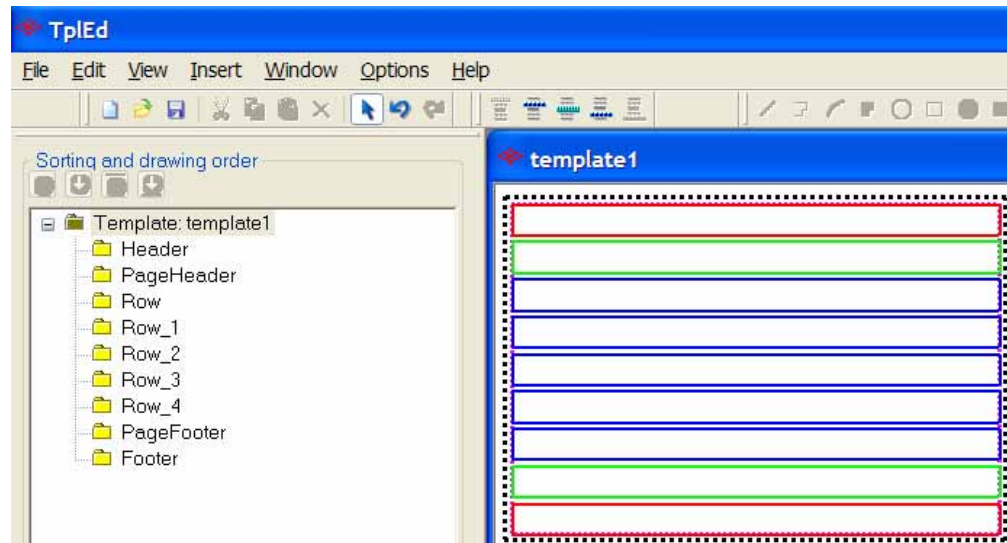 TplEd
File Edit View Insert Window Options Help
Sorting and drawing order
template1
Template: template1
Header
PageHeader
Row
Row_1
Row_2
Row_3
Row_4
PageFooter
Footer